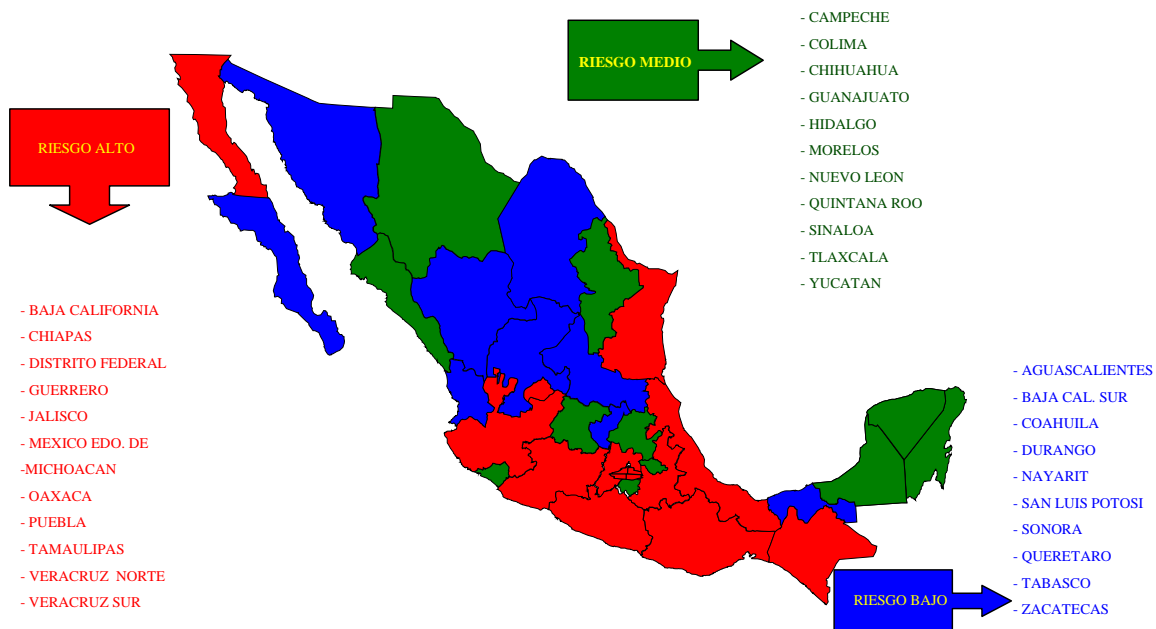 RIESGO ALTO
- BAJA CALIFORNIA
- CHIAPAS
- DISTRITO FEDERAL
- GUERRERO
- JALISCO
- MEXICO EDO. DE
-MICHOACAN
- OAXACA
- PUEBLA
- TAMAULIPAS
- VERACRUZ  NORTE
- VERACRUZ SUR
RIESGO MEDIO
- CAMPECHE
- COLIMA
- CHIHUAHUA
- GUANAJUATO
- HIDALGO
- MORELOS
- NUEVO LEON
- QUINTANA ROO
- SINALOA
- TLAXCALA
- YUCATAN
RIESGO BAJO
- AGUASCALIENTES
- BAJA CAL. SUR
- COAHUILA
- DURANGO
- NAYARIT
- SAN LUIS POTOSI
- SONORA
- QUERETARO
- TABASCO
- ZACATECAS